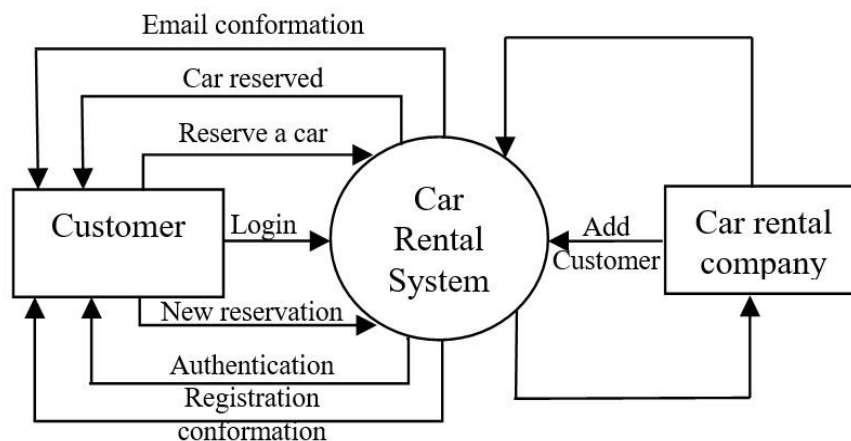 Email conformation
Car reserved
Reserve a car
Customer
Login
New reservation
Authentication
Registration
conformation
Car
Rental
System
Add
Customer
Car rental
company